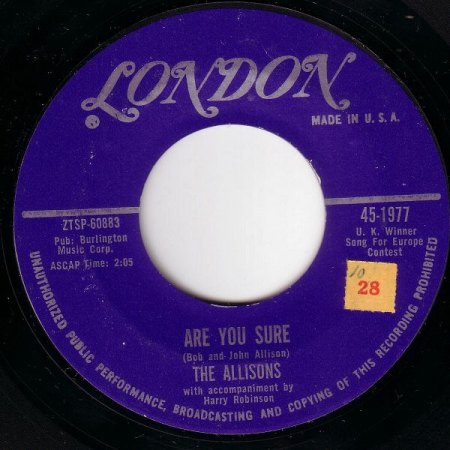 LONDON
MADE IN U. S. A.
ZTSP-60883
Pub: Burlington
Music Corp.
ASCAP Time: 2:05
45-1977
U. K. Winner
Song For Europe
Contest
10
28
ARE YOU SURE
(Bob and John Allison)
THE ALLISONS
with accompaniment by
Harry Robinson
UNAUTHORIZED PUBLIC PERFORMANCE, BROADCASTING AND COPYING OF THIS RECORDING PROHIBITED